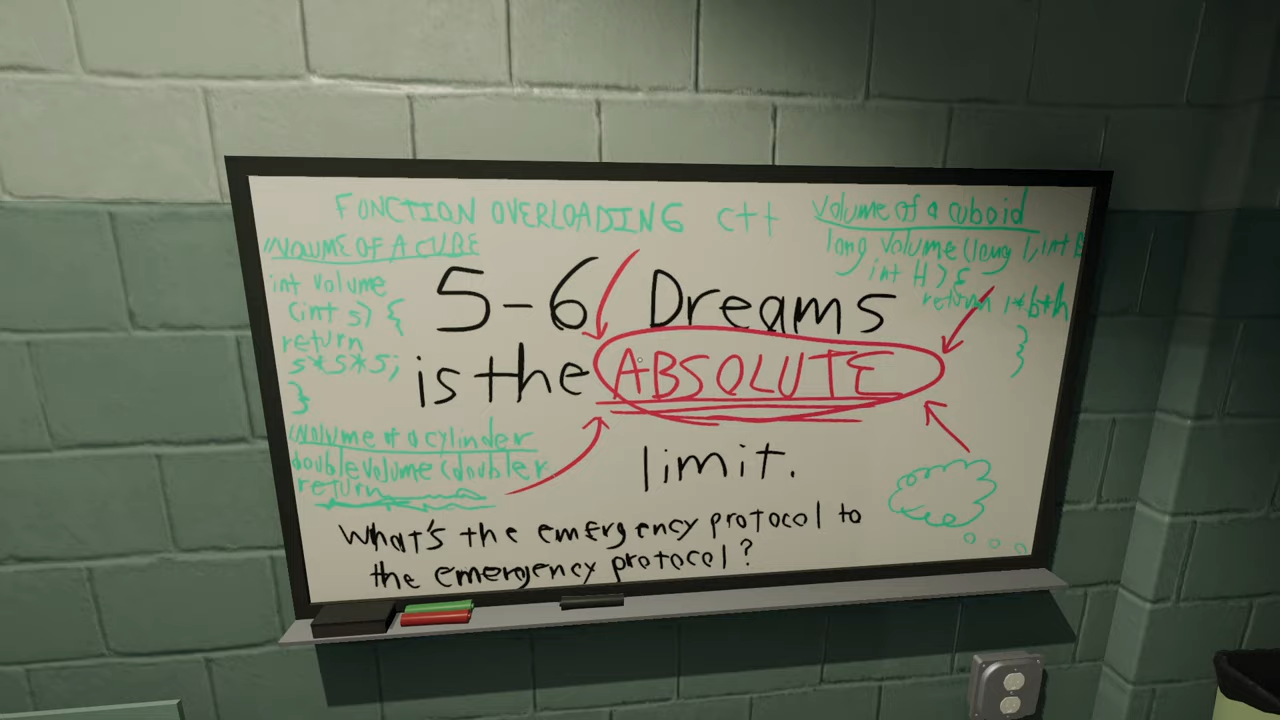 FUNCTION OVERLOADING C++
//VOLUME OF A CUBE
int volume
(int s) {
return
s*s*s;
}
//Volume of a cylinder
double volume (double r
return
Volume of a cuboid
long volume (long l, int B
int H) {
return l*b*h
}
}
5-6 Dreams
is the ABSOLUTE
limit.
What's the emergency protocol to
the emergency protocol?